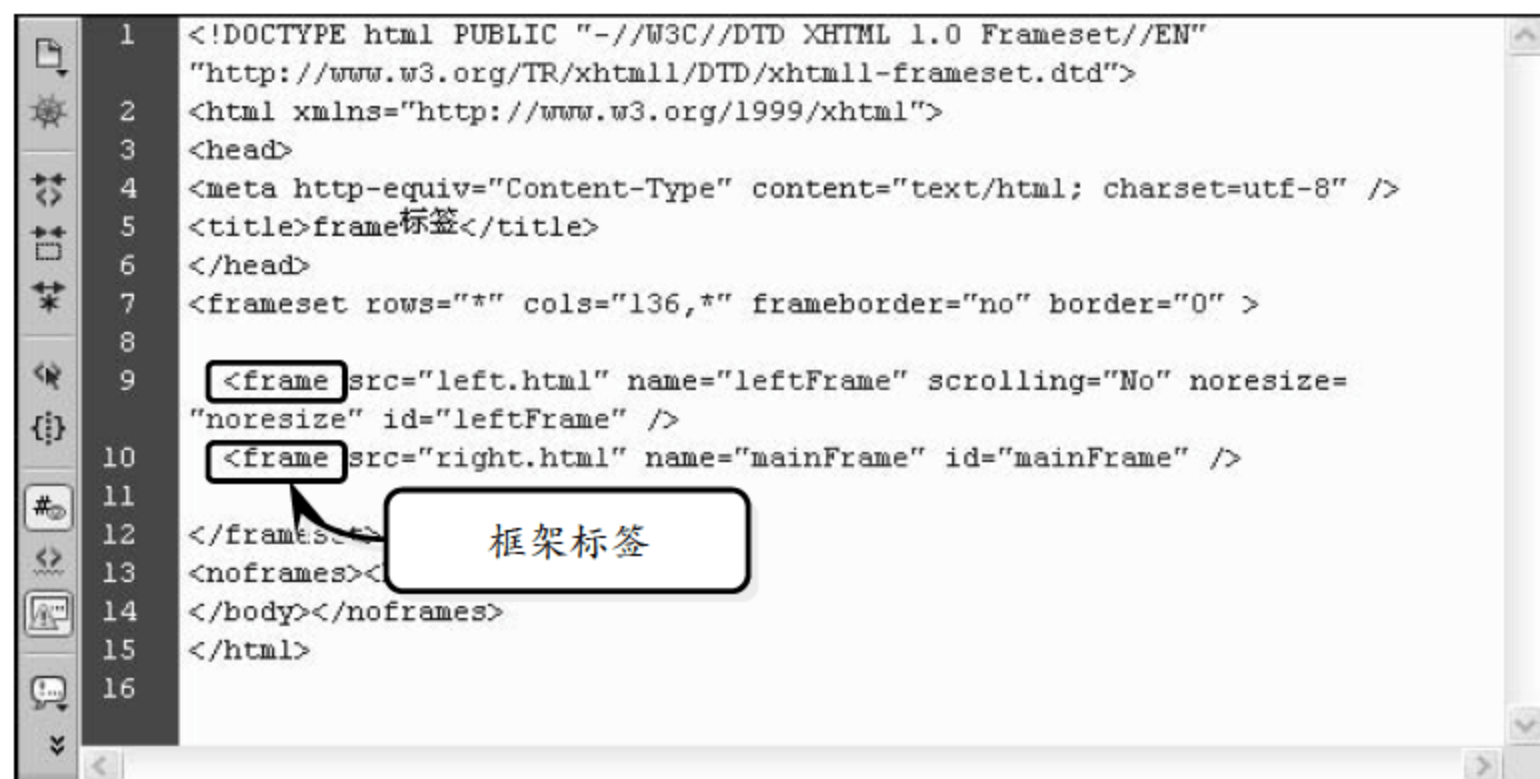 1 <!DOCTYPE html PUBLIC "-//W3C//DTD XHTML 1.0 Frameset//EN"
"http://www.w3.org/TR/xhtml1/DTD/xhtml1-frameset.dtd">
2 <html xmlns="http://www.w3.org/1999/xhtml">
3 <head>
4 <meta http-equiv="Content-Type" content="text/html; charset=utf-8" />
5 <title>frame标签</title>
6 </head>
7 <frameset rows="*" cols="136,*" frameborder="no" border="0" >
8
9 <frame src="left.html" name="leftFrame" scrolling="No" noresize=
"noresize" id="leftFrame" />
10 <frame src="right.html" name="mainFrame" id="mainFrame" />
11
12 </frameset>
框架标签
13 <noframes><
14 </body></noframes>
15 </html>
16